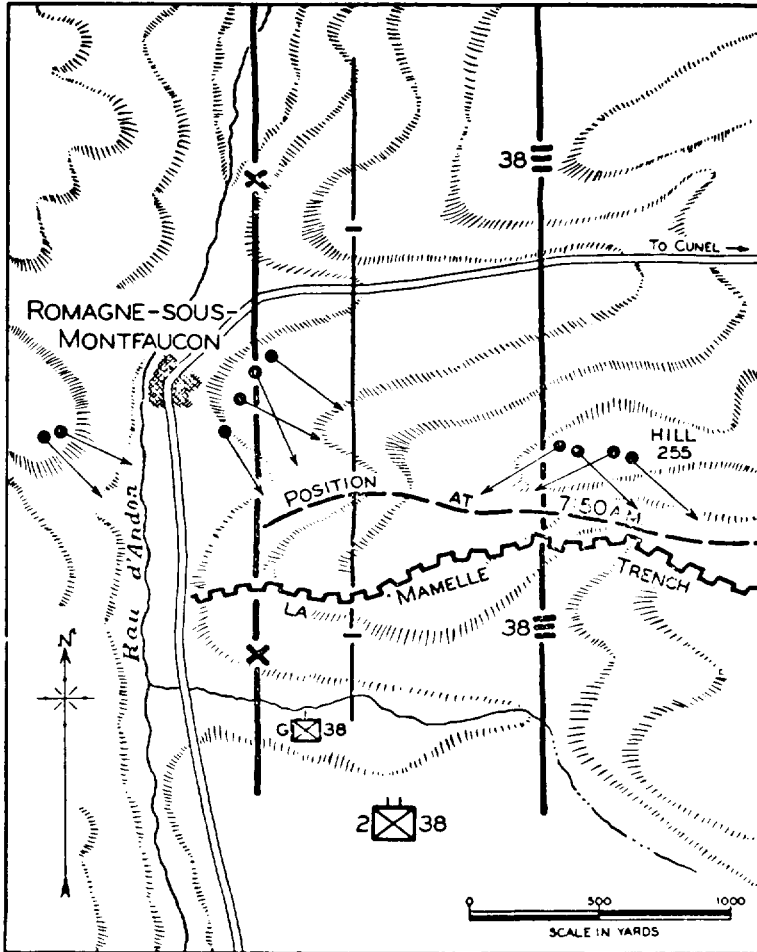 38
TO CUNEL
ROMAGNE-SOUS-
MONTFAUCON
HILL
255
POSITION AT 7:50 AM
Rau d'Andon
LA MAMELLE TRENCH
38
N
G 38
2 38
0 500 1000
SCALE IN YARDS